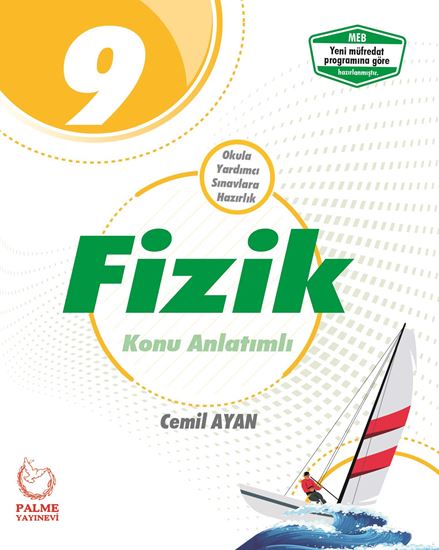 9
MEB
Yeni müfredat
programına göre
hazırlanmıştır.
Okula
Yardımcı
Sınavlara
Hazırlık
Fizik
Konu Anlatımlı
Cemil AYAN
PALME
YAYINEVİ